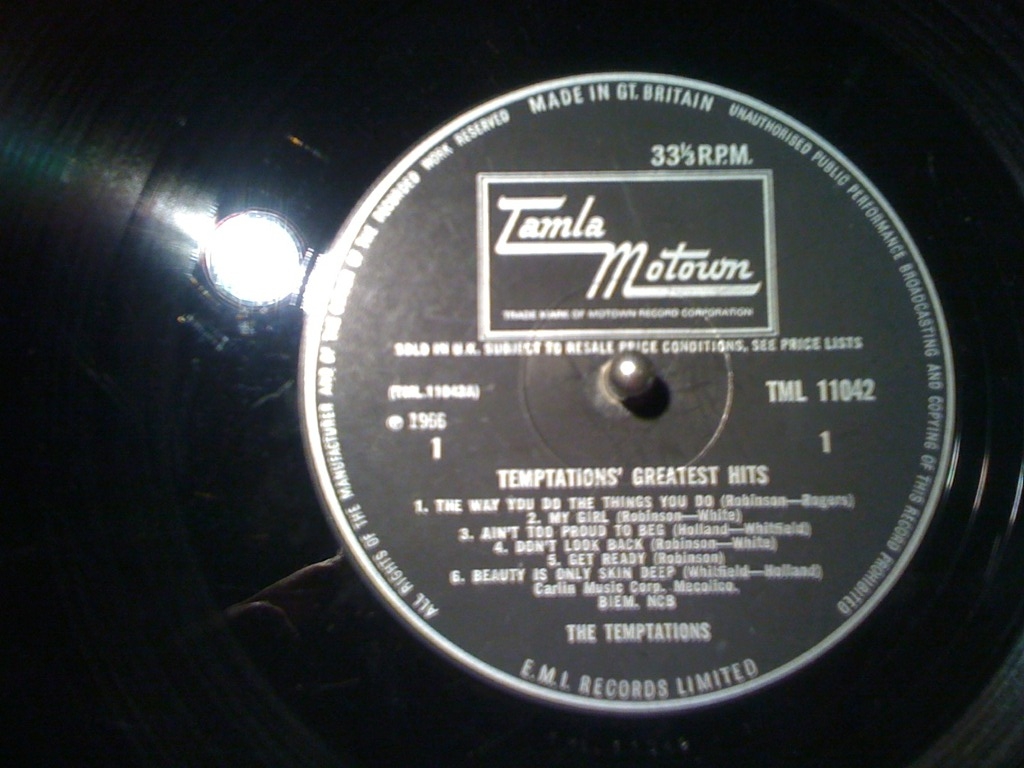 MADE IN GT. BRITAIN
UNAUTHORISED PUBLIC PERFORMANCE BROADCASTING AND COPYING OF THIS RECORD PROHIBITED
ALL RIGHTS OF THE MANUFACTURER AND OF THE OWNER OF THE RECORDED WORK RESERVED
33⅓ R.P.M.
Tamla
Motown
TRADE MARK OF MOTOWN RECORD CORPORATION
SOLD IN U.K. SUBJECT TO RESALE PRICE CONDITIONS, SEE PRICE LISTS
(TML.11042A) TML 11042
℗ 1966
1 1
TEMPTATIONS' GREATEST HITS
1. THE WAY YOU DO THE THINGS YOU DO (Robinson—Rogers)
2. MY GIRL (Robinson—White)
3. AIN'T TOO PROUD TO BEG (Holland—Whitfield)
4. DON'T LOOK BACK (Robinson—White)
5. GET READY (Robinson)
6. BEAUTY IS ONLY SKIN DEEP (Whitfield—Holland)
Carlin Music Corp. Mecolico.
BIEM. NCB
THE TEMPTATIONS
E.M.I. RECORDS LIMITED